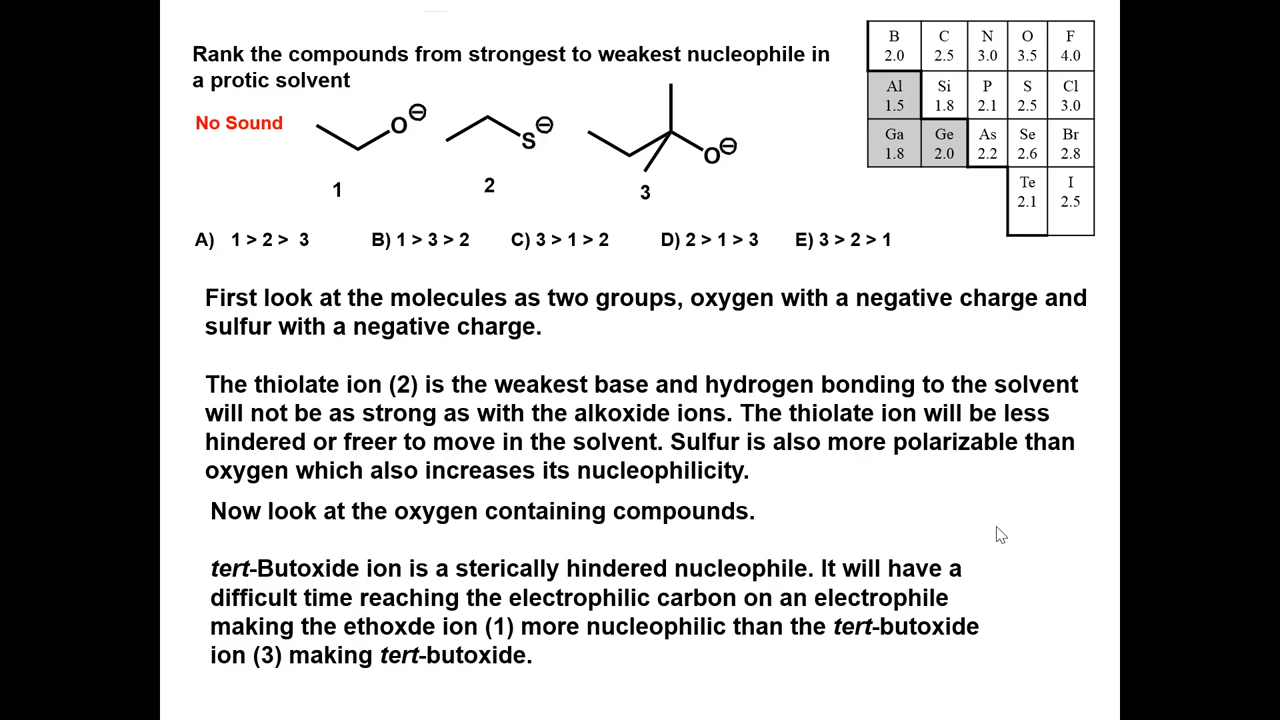 Rank the compounds from strongest to weakest nucleophile in
a protic solvent
No Sound
O⊖
S⊖
O⊖
1
2
3
B C N O F
2.0 2.5 3.0 3.5 4.0
Al Si P S Cl
1.5 1.8 2.1 2.5 3.0
Ga Ge As Se Br
1.8 2.0 2.2 2.6 2.8
Te I
2.1 2.5
A) 1 > 2 > 3 B) 1 > 3 > 2 C) 3 > 1 > 2 D) 2 > 1 > 3 E) 3 > 2 > 1
First look at the molecules as two groups, oxygen with a negative charge and
sulfur with a negative charge.
The thiolate ion (2) is the weakest base and hydrogen bonding to the solvent
will not be as strong as with the alkoxide ions. The thiolate ion will be less
hindered or freer to move in the solvent. Sulfur is also more polarizable than
oxygen which also increases its nucleophilicity.
Now look at the oxygen containing compounds.
tert-Butoxide ion is a sterically hindered nucleophile. It will have a
difficult time reaching the electrophilic carbon on an electrophile
making the ethoxde ion (1) more nucleophilic than the tert-butoxide
ion (3) making tert-butoxide.